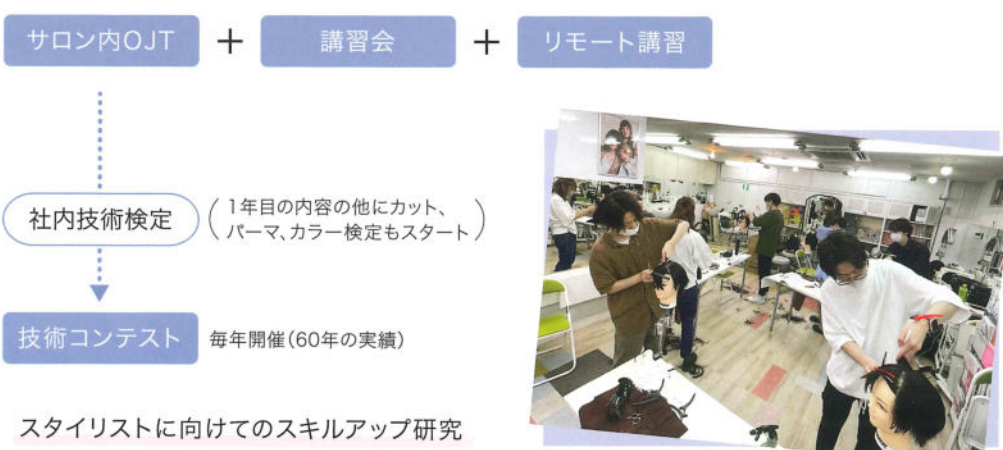 サロン内OJT + 講習会 + リモート講習
社内技術検定
(1年目の内容の他にカット、
パーマ、カラー検定もスタート)
技術コンテスト 毎年開催(60年の実績)
スタイリストに向けてのスキルアップ研究